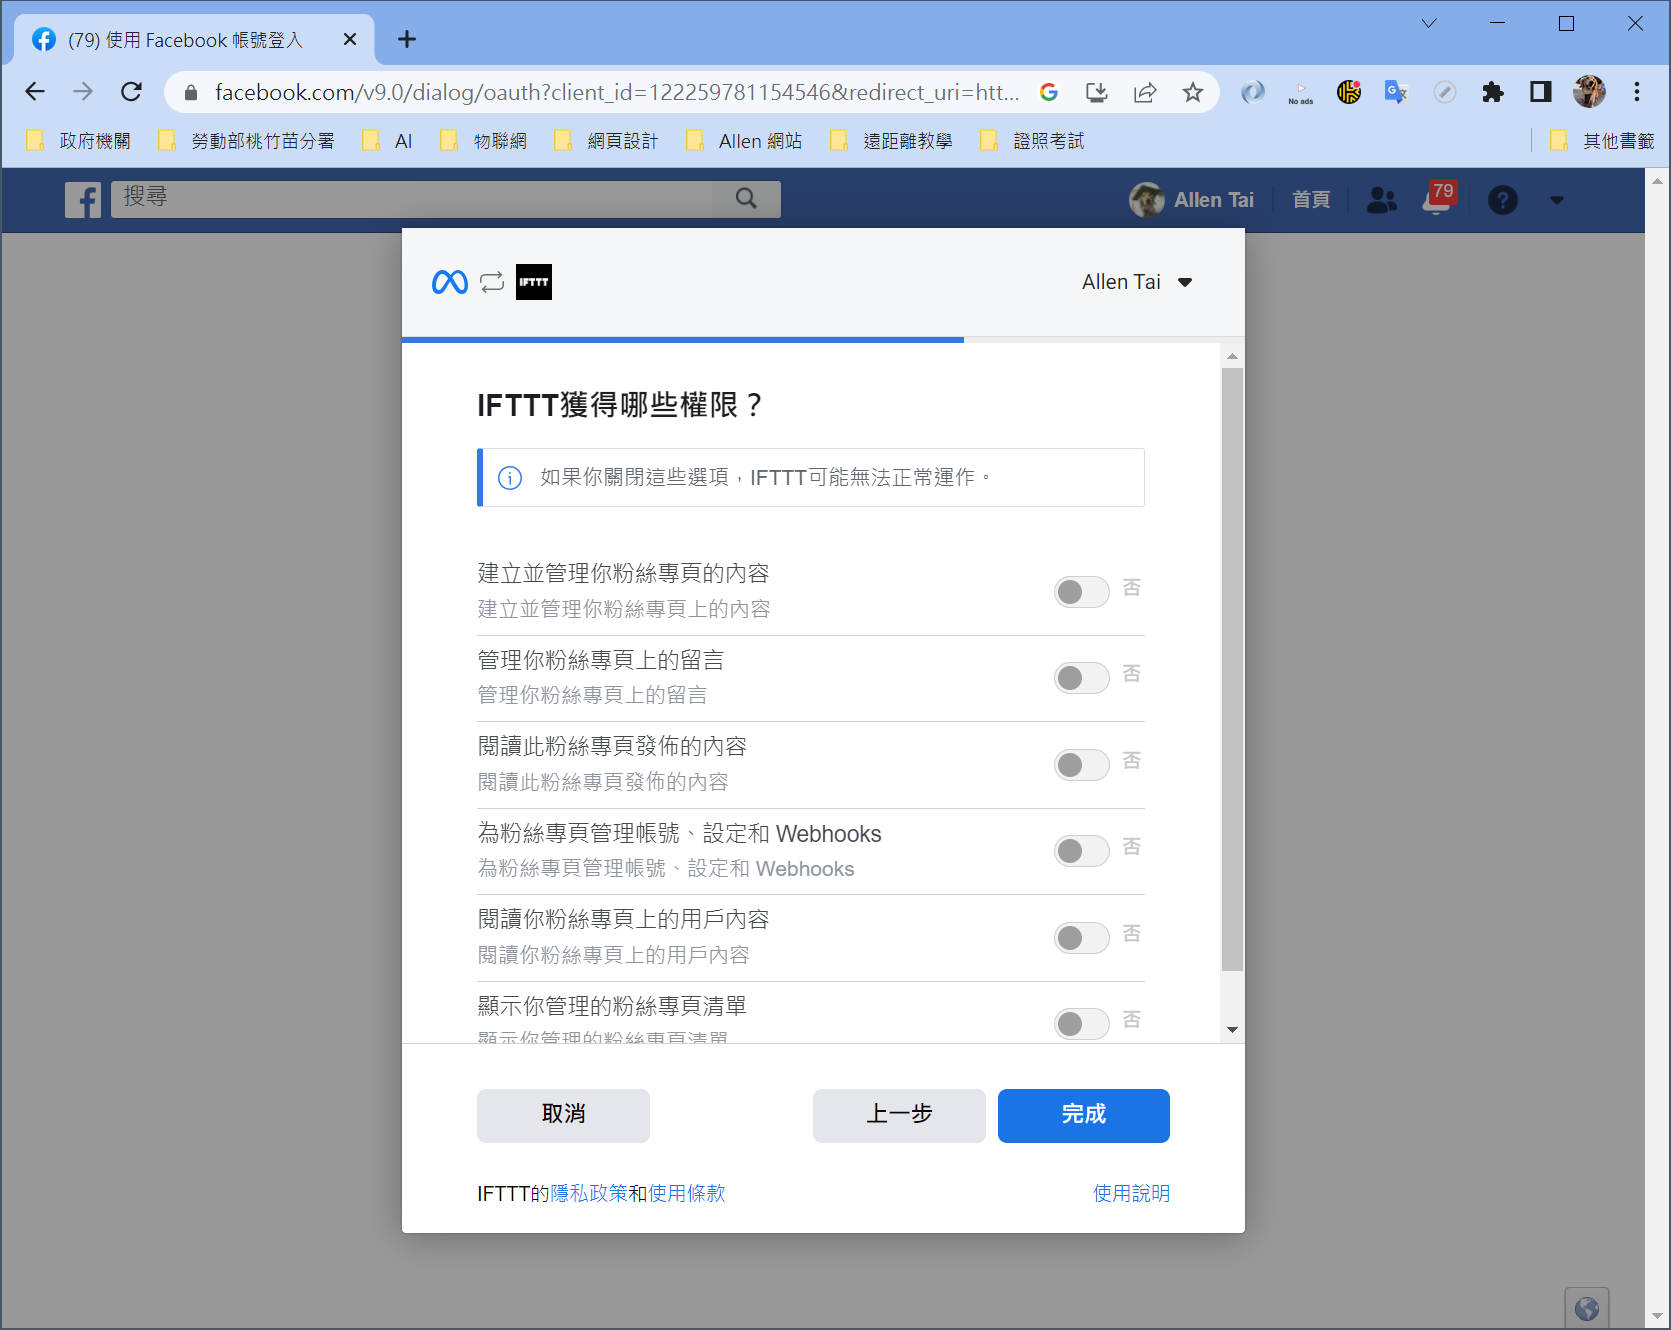 (79) 使用 Facebook 帳號登入
facebook.com/v9.0/dialog/oauth?client_id=122259781154546&redirect_uri=htt...
No ads
政府機關
勞動部桃竹苗分署
AI
物聯網
網頁設計
Allen 網站
遠距離教學
證照考試
其他書籤
搜尋
Allen Tai
首頁
79
IFTTT
Allen Tai
IFTTT獲得哪些權限？
如果你關閉這些選項，IFTTT可能無法正常運作。
建立並管理你粉絲專頁的內容
否
建立並管理你粉絲專頁上的內容
管理你粉絲專頁上的留言
否
管理你粉絲專頁上的留言
閱讀此粉絲專頁發佈的內容
否
閱讀此粉絲專頁發佈的內容
為粉絲專頁管理帳號、設定和 Webhooks
否
為粉絲專頁管理帳號、設定和 Webhooks
閱讀你粉絲專頁上的用戶內容
否
閱讀你粉絲專頁上的用戶內容
顯示你管理的粉絲專頁清單
否
顯示你管理的粉絲專頁清單
取消
上一步
完成
IFTTT的隱私政策和使用條款
使用說明